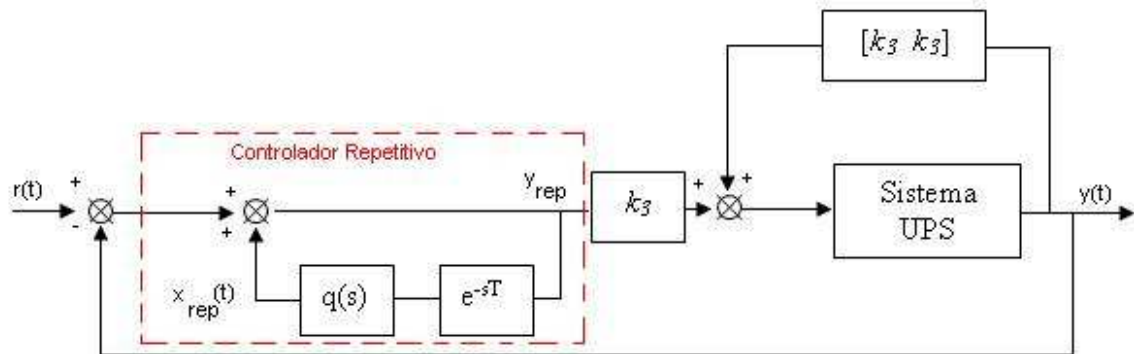 [k3 k3]
Controlador Repetitivo
r(t)
+
-
+
+
yrep
k3
+
+
Sistema
UPS
y(t)
xrep(t)
q(s)
e-sT